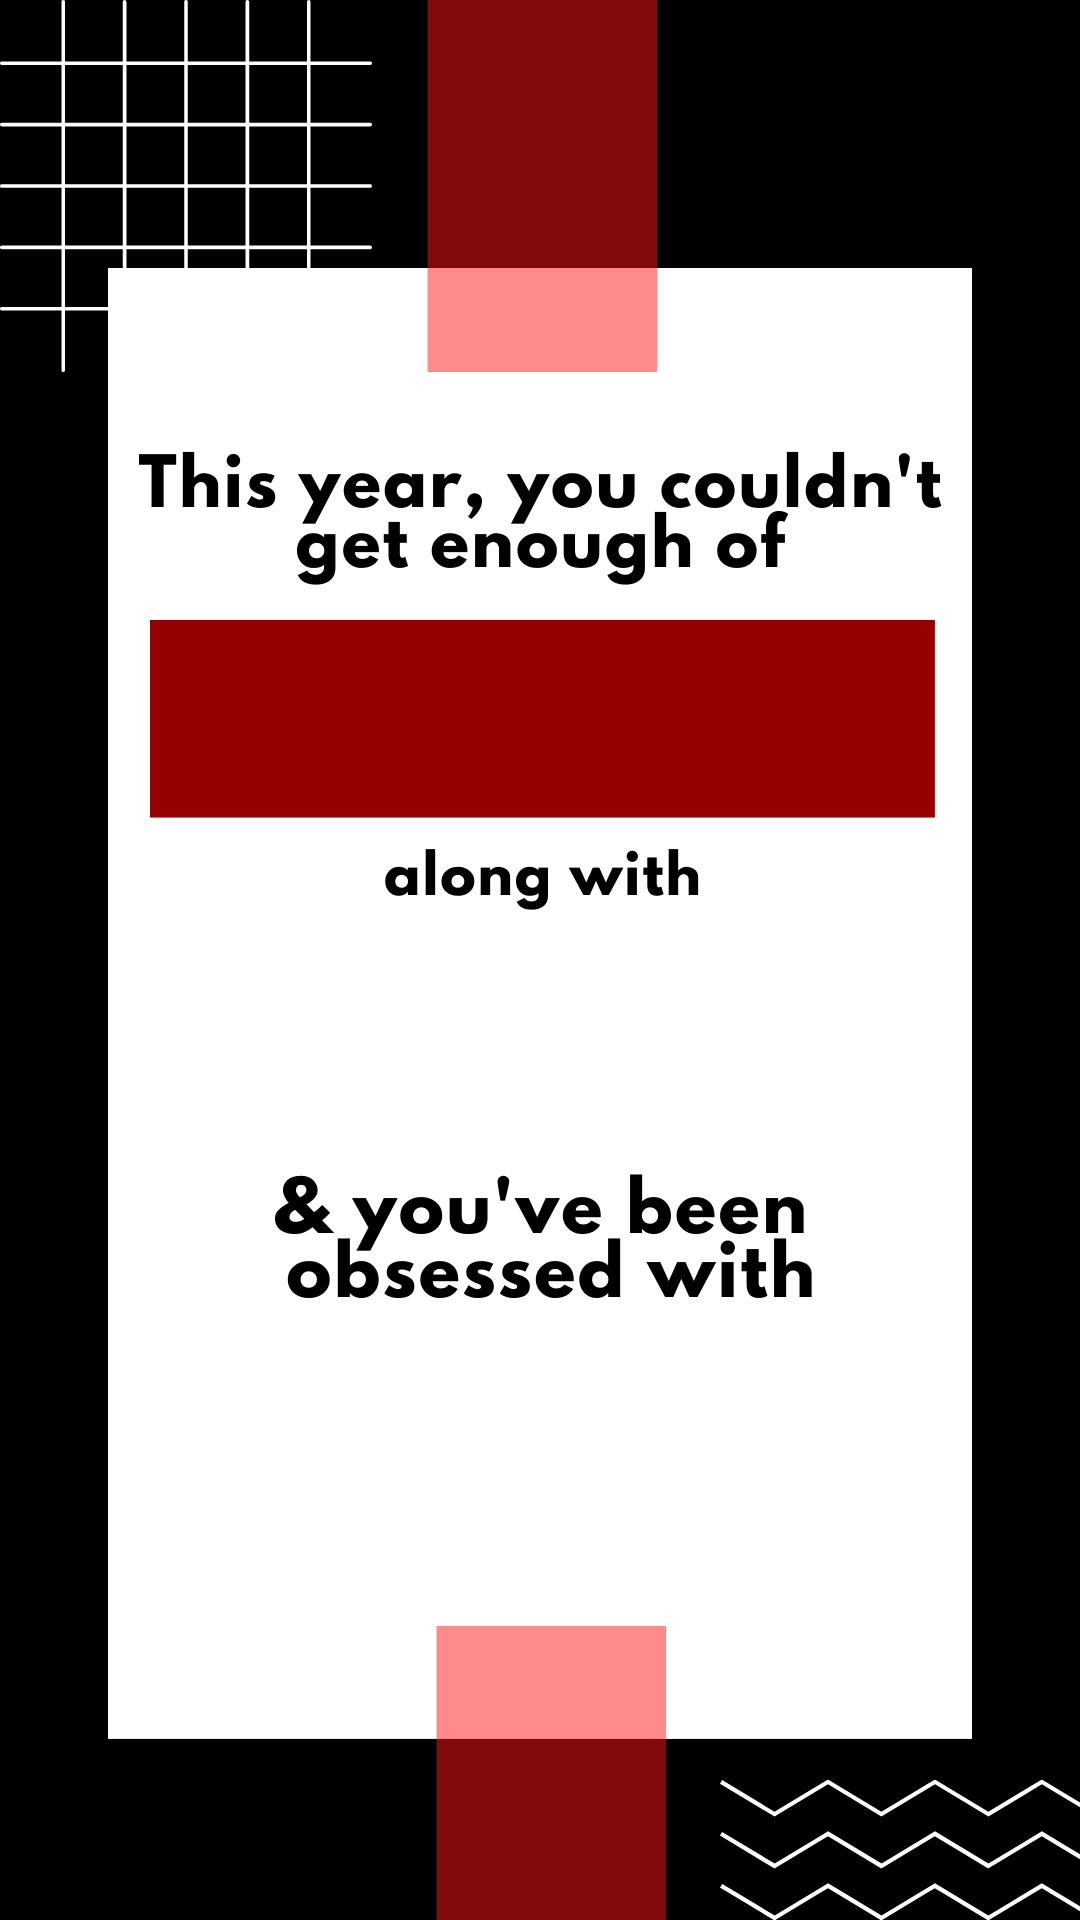 This year, you couldn't
get enough of
along with
& you've been
obsessed with